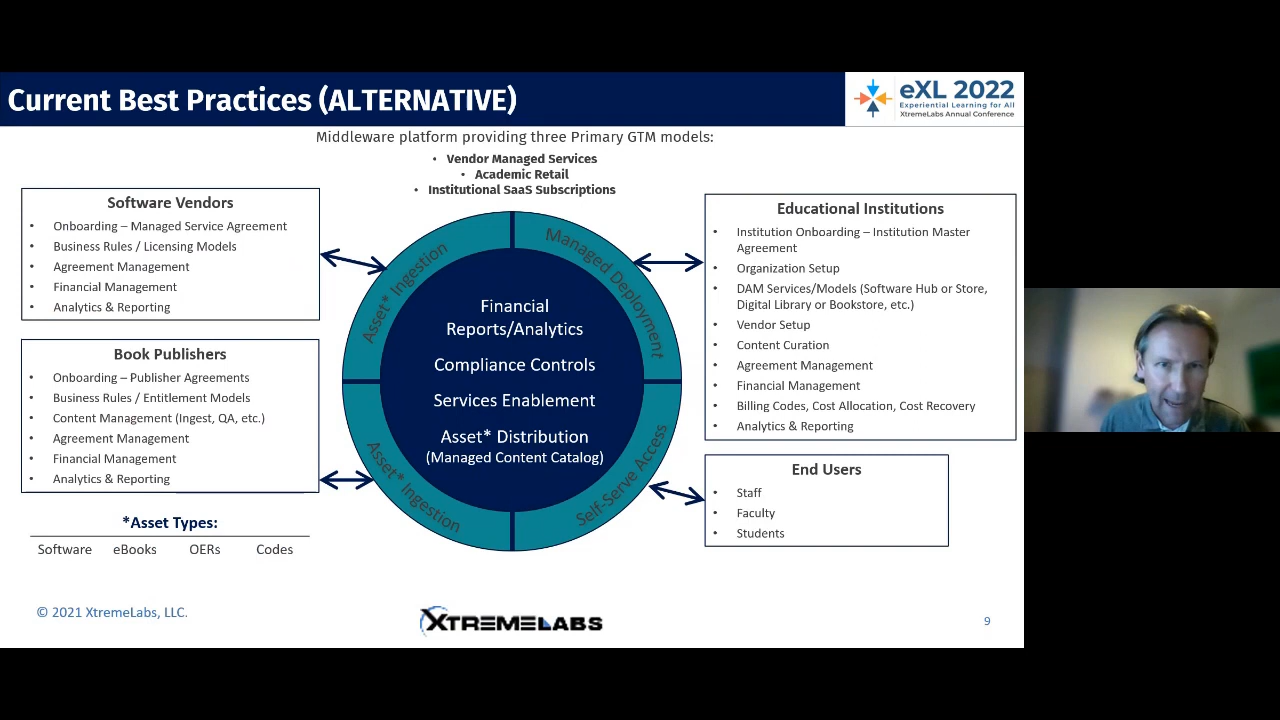 Current Best Practices (ALTERNATIVE)
eXL 2022
Experiential Learning for All
XtremeLabs Annual Conference
Middleware platform providing three Primary GTM models:
• Vendor Managed Services
• Academic Retail
• Institutional SaaS Subscriptions
Software Vendors
• Onboarding – Managed Service Agreement
• Business Rules / Licensing Models
• Agreement Management
• Financial Management
• Analytics & Reporting
Book Publishers
• Onboarding – Publisher Agreements
• Business Rules / Entitlement Models
• Content Management (Ingest, QA, etc.)
• Agreement Management
• Financial Management
• Analytics & Reporting
*Asset Types:
Software eBooks OERs Codes
Asset* Ingestion
Managed Deployment
Asset* Ingestion
Self-Serve Access
Financial
Reports/Analytics
Compliance Controls
Services Enablement
Asset* Distribution
(Managed Content Catalog)
Educational Institutions
• Institution Onboarding – Institution Master
Agreement
• Organization Setup
• DAM Services/Models (Software Hub or Store,
Digital Library or Bookstore, etc.)
• Vendor Setup
• Content Curation
• Agreement Management
• Financial Management
• Billing Codes, Cost Allocation, Cost Recovery
• Analytics & Reporting
End Users
• Staff
• Faculty
• Students
© 2021 XtremeLabs, LLC.
XTREMELABS
9